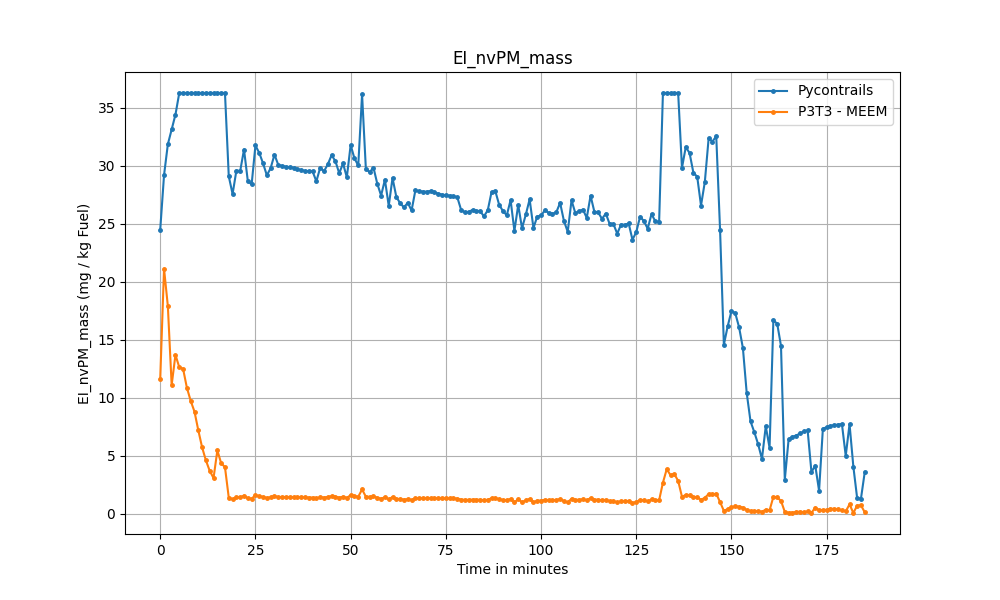 EI_nvPM_mass
Pycontrails
P3T3 - MEEM
EI_nvPM_mass (mg / kg Fuel)
35
30
25
20
15
10
5
0
0 25 50 75 100 125 150 175
Time in minutes